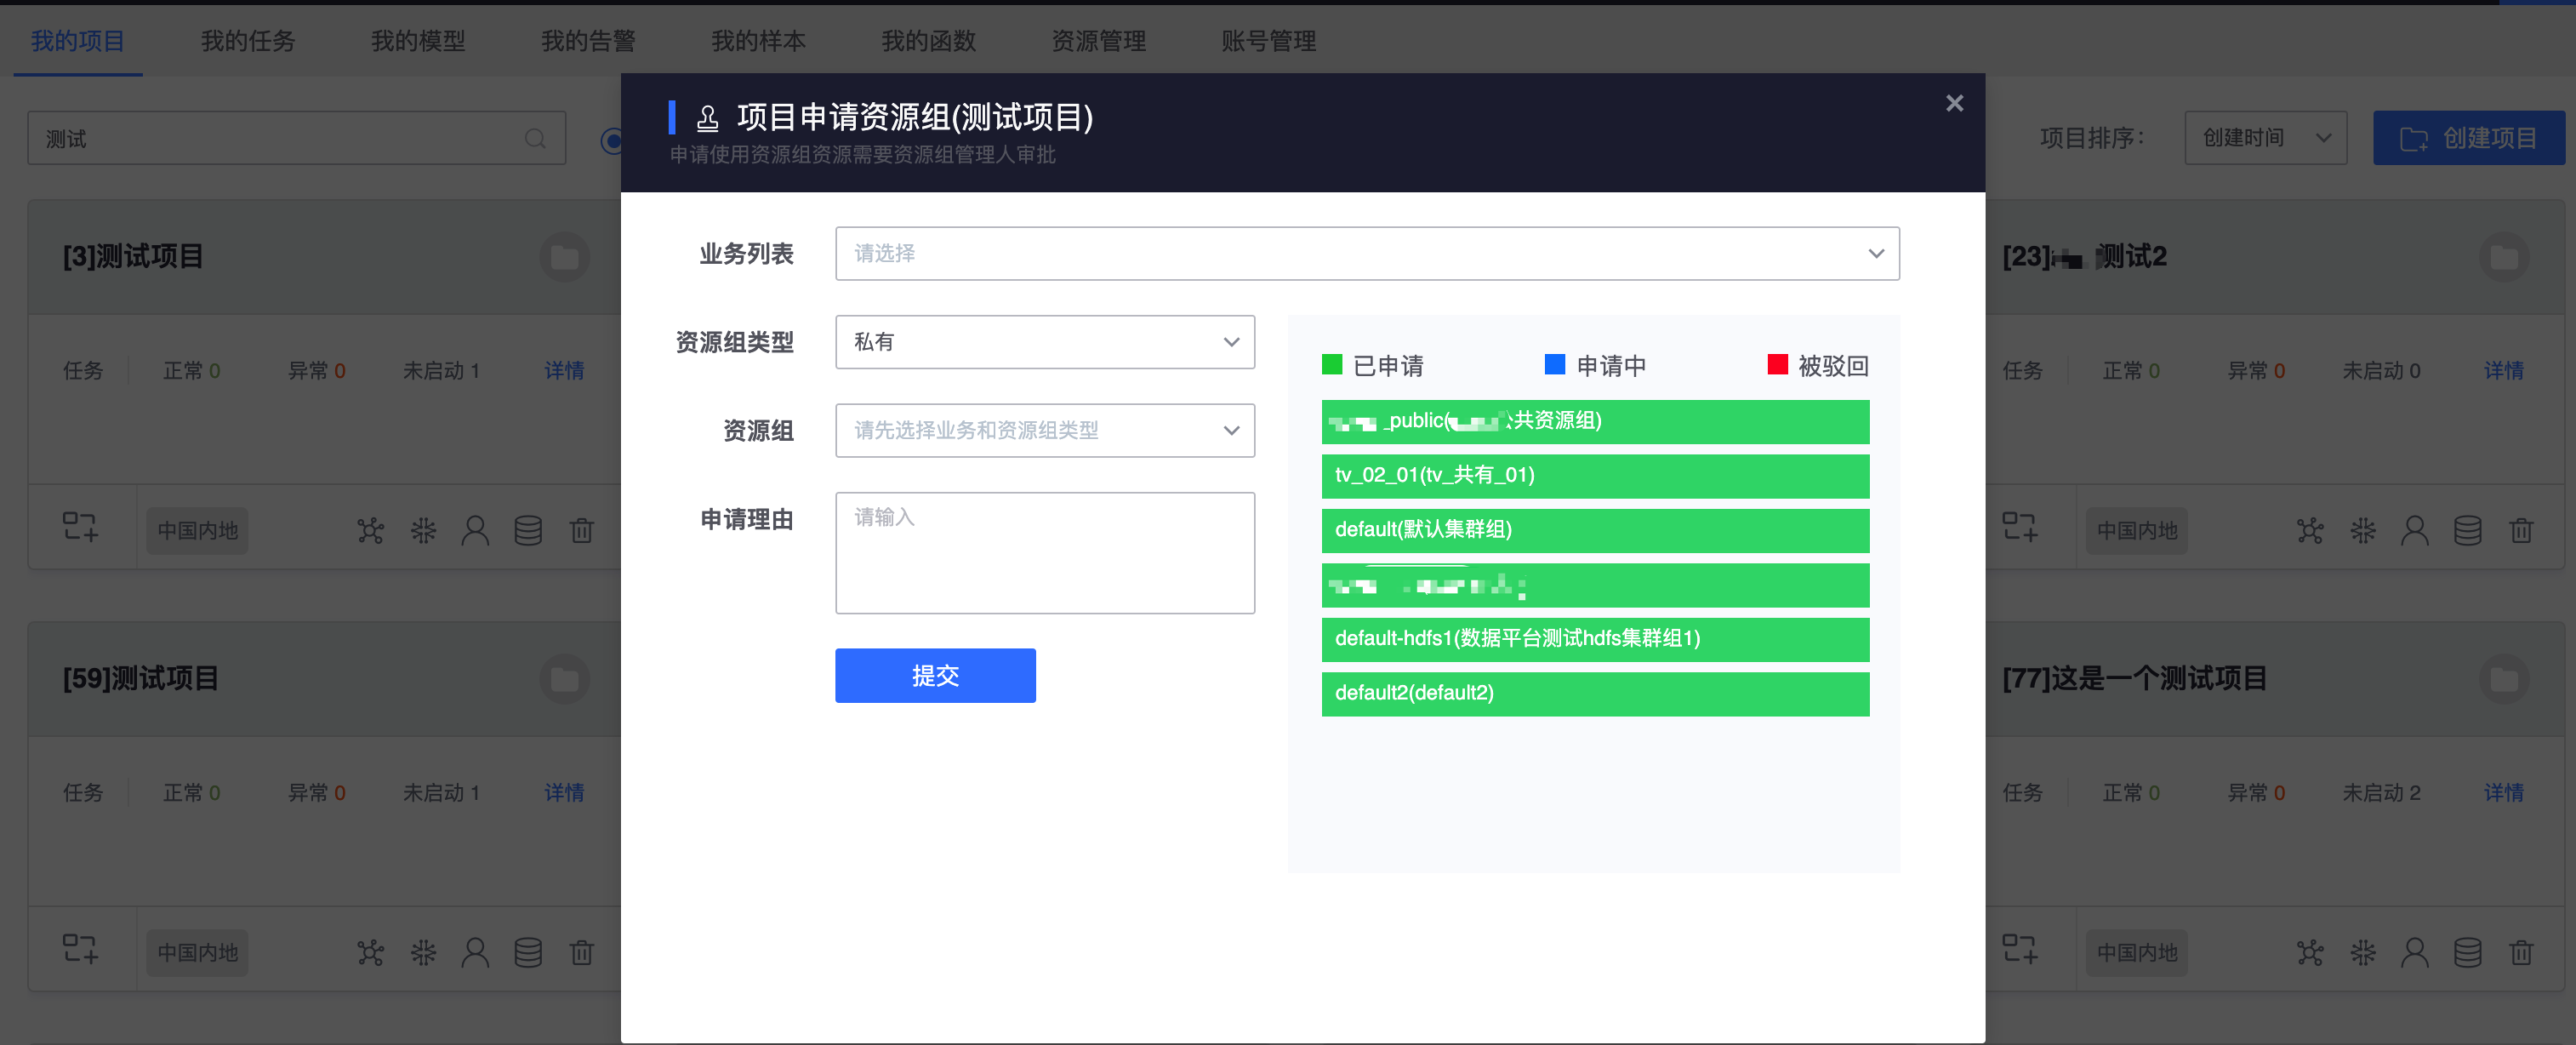 我的项目 我的任务 我的模型 我的告警 我的样本 我的函数 资源管理 账号管理
测试
项目排序： 创建时间 创建项目
项目申请资源组(测试项目)
申请使用资源组资源需要资源组管理人审批
业务列表 请选择
资源组类型 私有
资源组 请先选择业务和资源组类型
申请理由 请输入
提交
已申请 申请中 被驳回
_public( 共资源组)
tv_02_01(tv_共有_01)
default(默认集群组)
default-hdfs1(数据平台测试hdfs集群组1)
default2(default2)
[3]测试项目
任务 正常 0 异常 0 未启动 1 详情
中国内地
[23] 测试2
任务 正常 0 异常 0 未启动 0 详情
中国内地
[59]测试项目
任务 正常 0 异常 0 未启动 1 详情
中国内地
[77]这是一个测试项目
任务 正常 0 异常 0 未启动 2 详情
中国内地